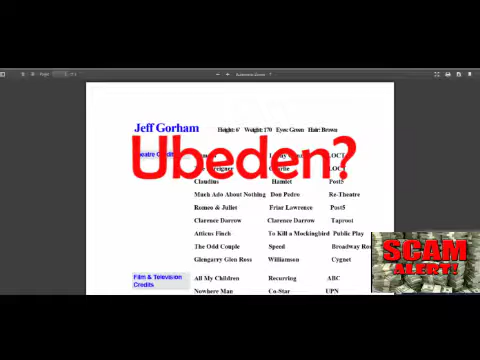 Jeff Gorham Height: 6' Weight: 170 Eyes: Green Hair: Brown
Ubeden?
LOCT
LOCT
Claudius Hamlet Post5
Much Ado About Nothing Don Pedro Re-Theatre
Romeo & Juliet Friar Lawrence Post5
Clarence Darrow Clarence Darrow Taproot
Atticus Finch To Kill a Mockingbird Public Play
The Odd Couple Speed Broadway Ro
Glengarry Glen Ross Williamson Cygnet
SCAM
ALERT!
Film & Television
Credits
All My Children Recurring ABC
Nowhere Man Co-Star UPN